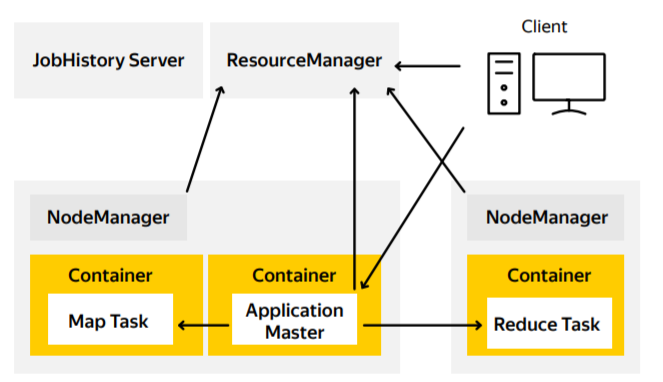 Client
JobHistory Server
ResourceManager
NodeManager
NodeManager
Container
Container
Container
Map Task
Application
Master
Reduce Task